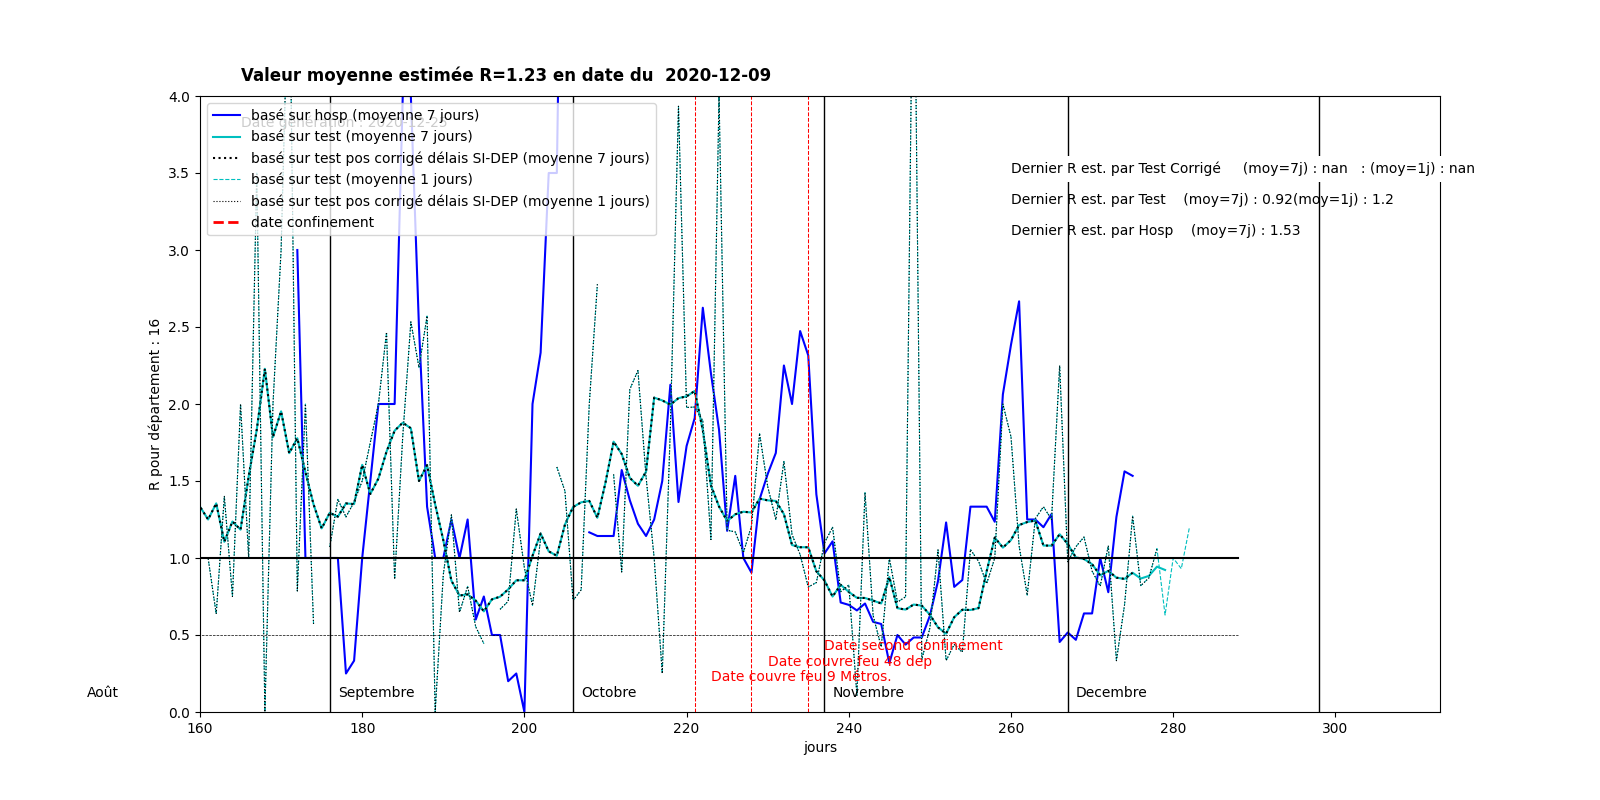 Valeur moyenne estimée R=1.23 en date du  2020-12-09
Date génération : 2020-12-25
basé sur hosp (moyenne 7 jours)
basé sur test (moyenne 7 jours)
basé sur test pos corrigé délais SI-DEP (moyenne 7 jours)
basé sur test (moyenne 1 jours)
basé sur test pos corrigé délais SI-DEP (moyenne 1 jours)
date confinement
Dernier R est. par Test Corrigé (moy=7j) : nan : (moy=1j) : nan
Dernier R est. par Test (moy=7j) : 0.92(moy=1j) : 1.2
Dernier R est. par Hosp (moy=7j) : 1.53
R pour département : 16
4.0
3.5
3.0
2.5
2.0
1.5
1.0
0.5
0.0
Date second confinement
Date couvre feu 48 dep
Date couvre feu 9 Métros.
Août Septembre Octobre Novembre Decembre
160 180 200 220 240 260 280 300
jours